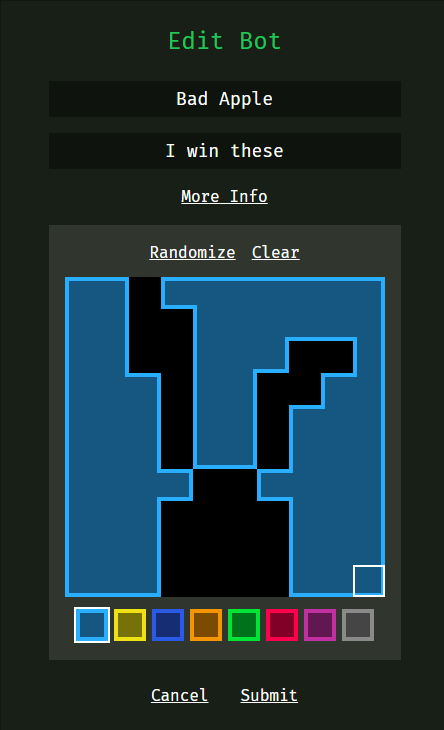 Edit Bot
Bad Apple
I win these
More Info
Randomize Clear
Cancel Submit